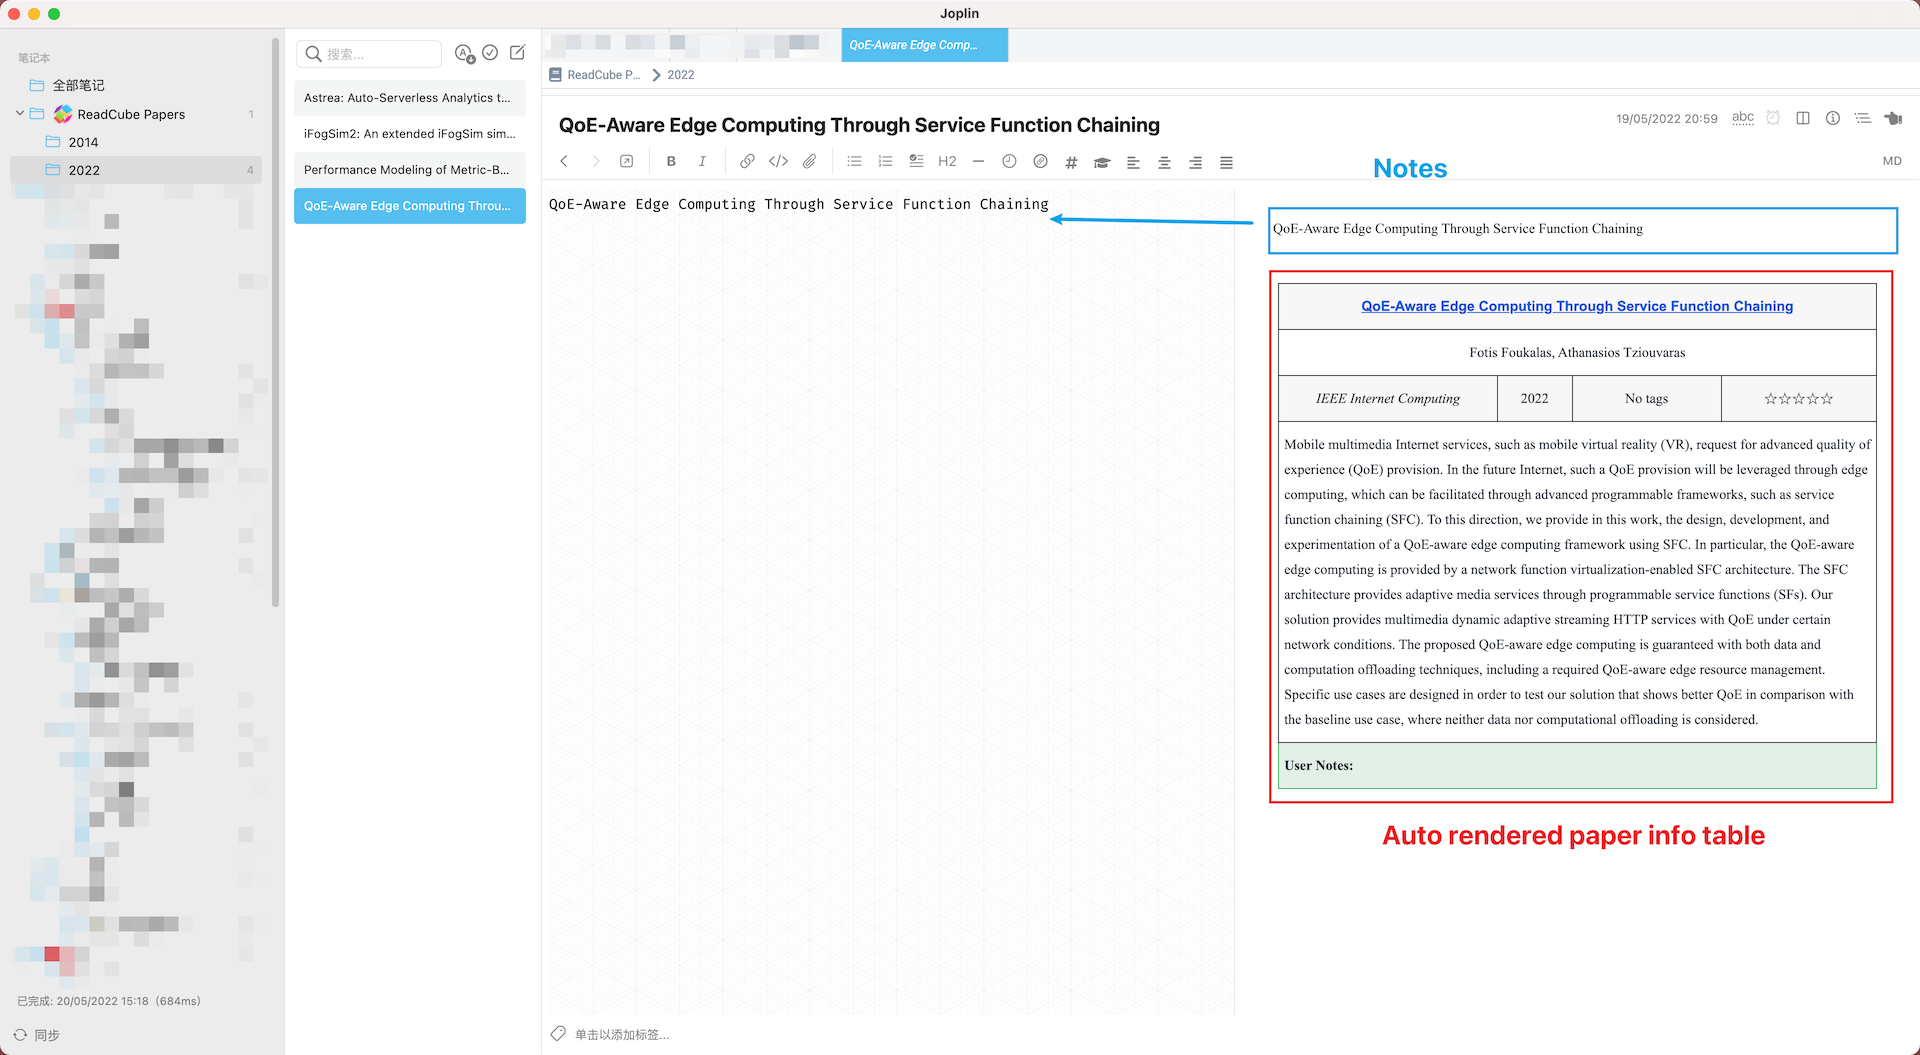 Joplin
笔记本
全部笔记
ReadCube Papers 1
2014
2022 4
已完成: 20/05/2022 15:18 (684ms)
同步
搜索...
Astrea: Auto-Serverless Analytics t...
iFogSim2: An extended iFogSim sim...
Performance Modeling of Metric-B...
QoE-Aware Edge Computing Throu...
QoE-Aware Edge Comp...
ReadCube P... 2022
QoE-Aware Edge Computing Through Service Function Chaining
19/05/2022 20:59 abc
B I </> H2 #
MD
Notes
QoE-Aware Edge Computing Through Service Function Chaining
QoE-Aware Edge Computing Through Service Function Chaining
QoE-Aware Edge Computing Through Service Function Chaining
Fotis Foukalas, Athanasios Tziouvaras
IEEE Internet Computing 2022 No tags ☆☆☆☆☆
Mobile multimedia Internet services, such as mobile virtual reality (VR), request for advanced quality of
experience (QoE) provision. In the future Internet, such a QoE provision will be leveraged through edge
computing, which can be facilitated through advanced programmable frameworks, such as service
function chaining (SFC). To this direction, we provide in this work, the design, development, and
experimentation of a QoE-aware edge computing framework using SFC. In particular, the QoE-aware
edge computing is provided by a network function virtualization-enabled SFC architecture. The SFC
architecture provides adaptive media services through programmable service functions (SFs). Our
solution provides multimedia dynamic adaptive streaming HTTP services with QoE under certain
network conditions. The proposed QoE-aware edge computing is guaranteed with both data and
computation offloading techniques, including a required QoE-aware edge resource management.
Specific use cases are designed in order to test our solution that shows better QoE in comparison with
the baseline use case, where neither data nor computational offloading is considered.
User Notes:
Auto rendered paper info table
单击以添加标签...